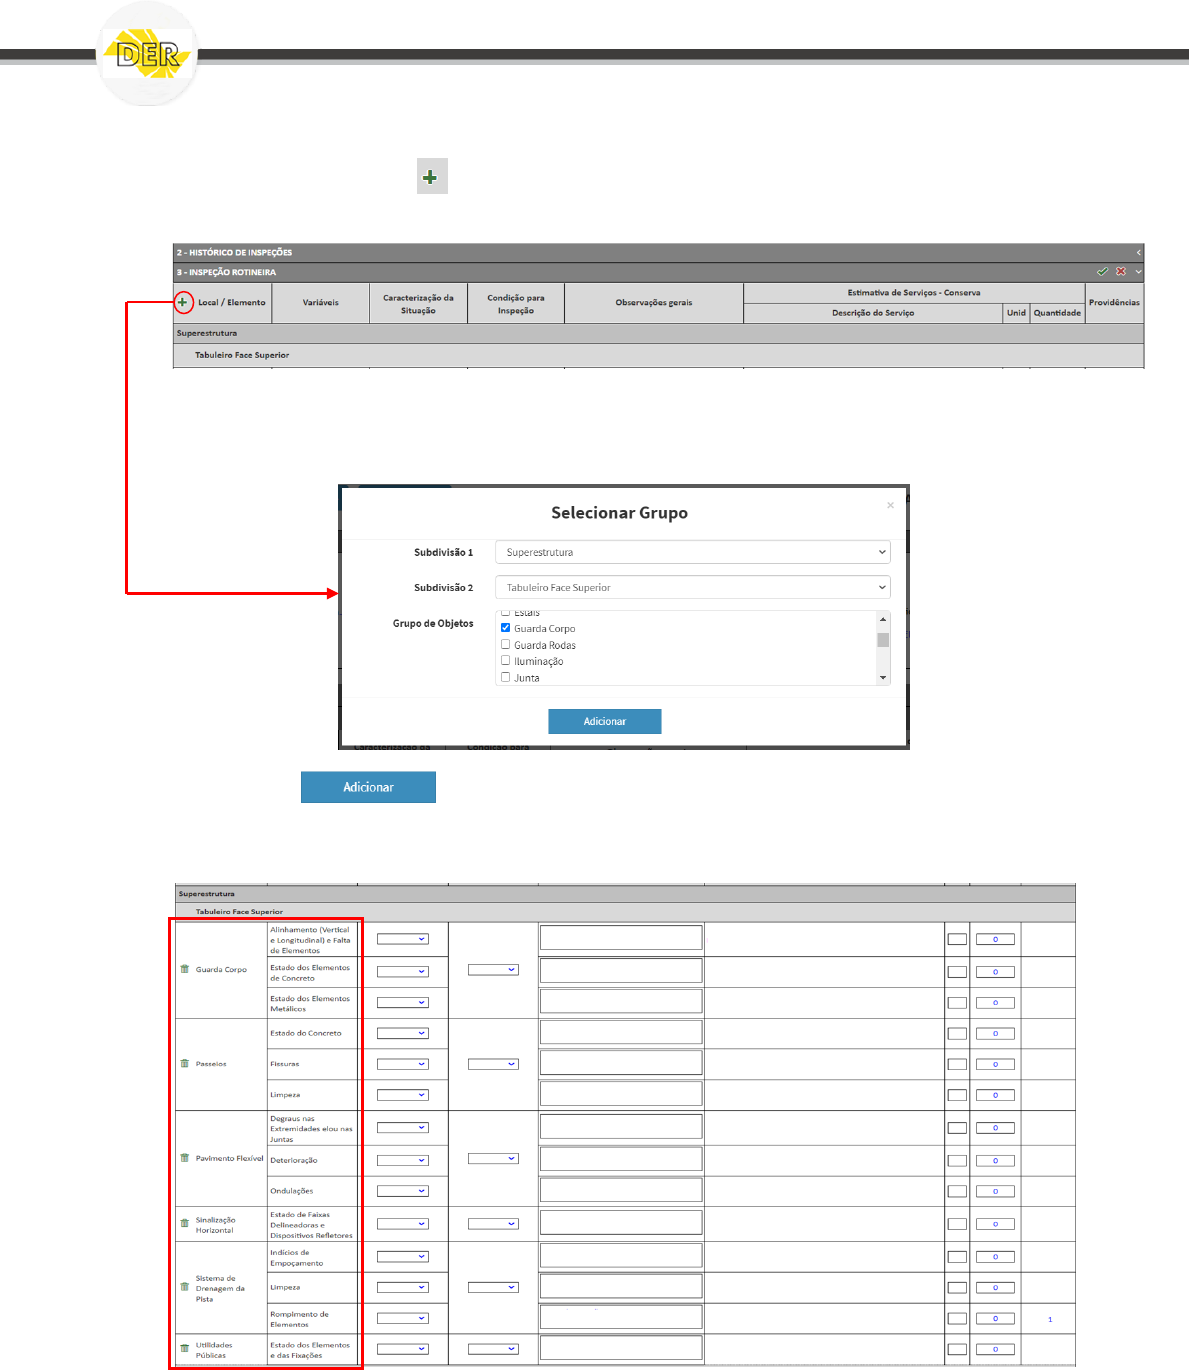 DER
2 - HISTÓRICO DE INSPEÇÕES
3 - INSPEÇÃO ROTINEIRA
Local / Elemento
Variáveis
Caracterização da
Situação
Condição para
Inspeção
Observações gerais
Estimativa de Serviços - Conserva
Descrição do Serviço
Unid
Quantidade
Providências
Superestrutura
Tabuleiro Face Superior
Selecionar Grupo
×
Subdivisão 1
Superestrutura
Subdivisão 2
Tabuleiro Face Superior
Grupo de Objetos
Estais
Guarda Corpo
Guarda Rodas
Iluminação
Junta
Adicionar
Caracterização da
Condição para
Adicionar
Superestrutura
Tabuleiro Face Superior
Guarda Corpo
Alinhamento (Vertical
e Longitudinal) e Falta
de Elementos
0
Estado dos Elementos
de Concreto
0
Estado dos Elementos
Metálicos
0
Passeios
Estado do Concreto
0
Fissuras
0
Limpeza
0
Pavimento Flexível
Degraus nas
Extremidades e/ou nas
Juntas
0
Deterioração
0
Ondulações
0
Sinalização
Horizontal
Estado de Faixas
Delineadoras e
Dispositivos Refletores
0
Sistema de
Drenagem da
Pista
Indícios de
Empoçamento
0
Limpeza
0
Rompimento de
Elementos
0
1
Utilidades
Públicas
Estado dos Elementos
e das Fixações
0